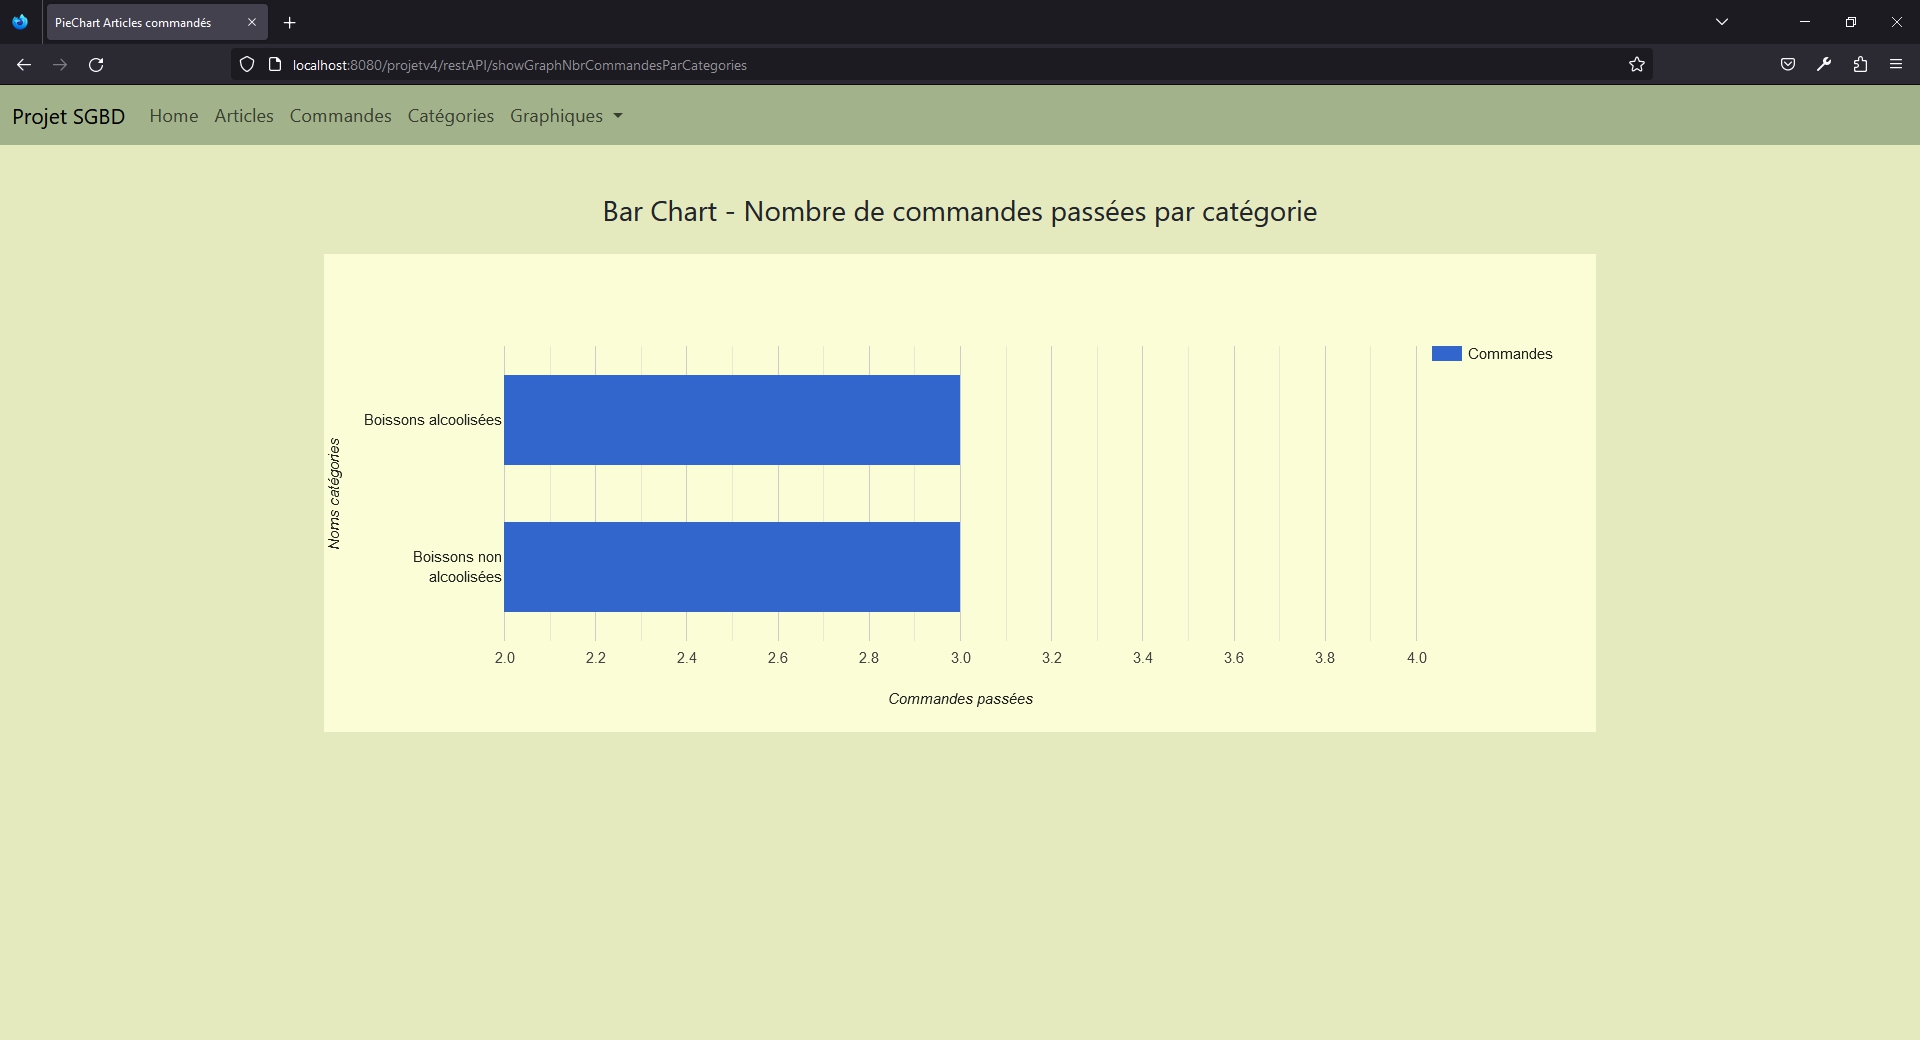 PieChart Articles commandés
localhost:8080/projetv4/restAPI/showGraphNbrCommandesParCategories
Projet SGBD Home Articles Commandes Catégories Graphiques
Bar Chart - Nombre de commandes passées par catégorie
Commandes
Noms catégories
Boissons alcoolisées
Boissons non
alcoolisées
2.0 2.2 2.4 2.6 2.8 3.0 3.2 3.4 3.6 3.8 4.0
Commandes passées